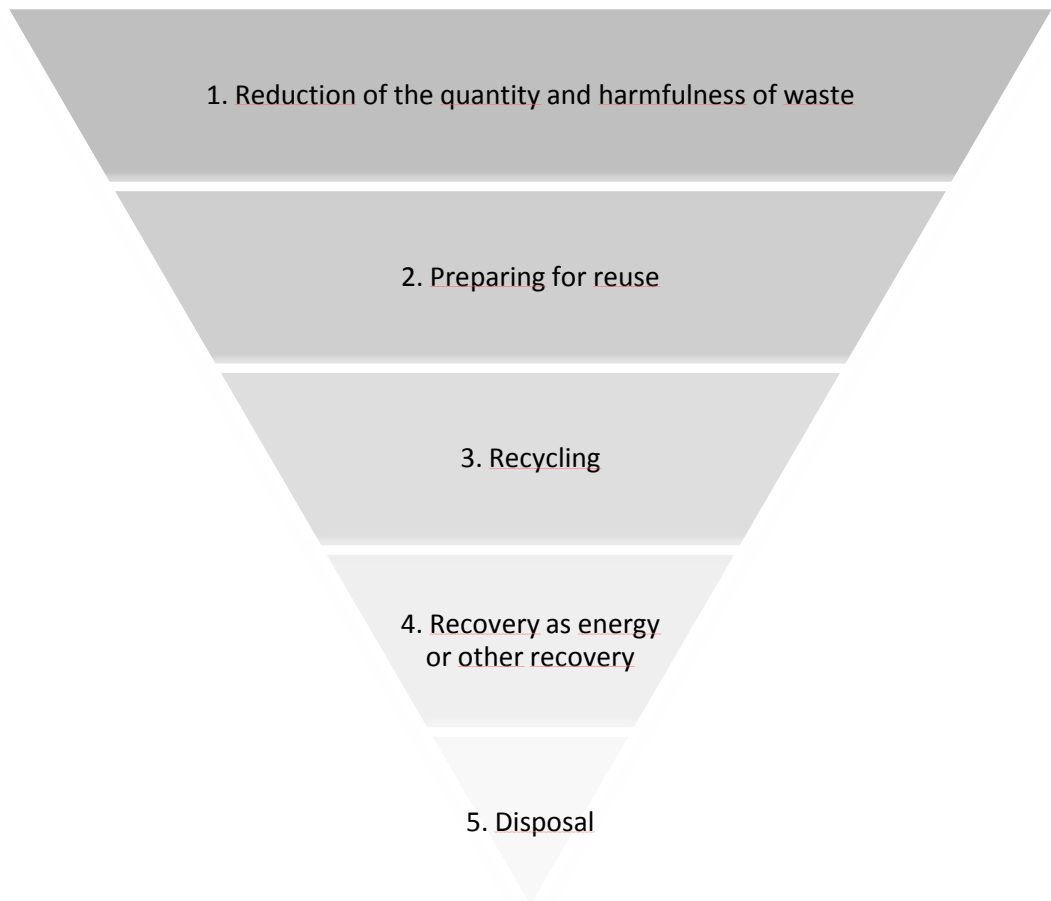 1. Reduction of the quantity and harmfulness of waste
2. Preparing for reuse
3. Recycling
4. Recovery as energy
or other recovery
5. Disposal